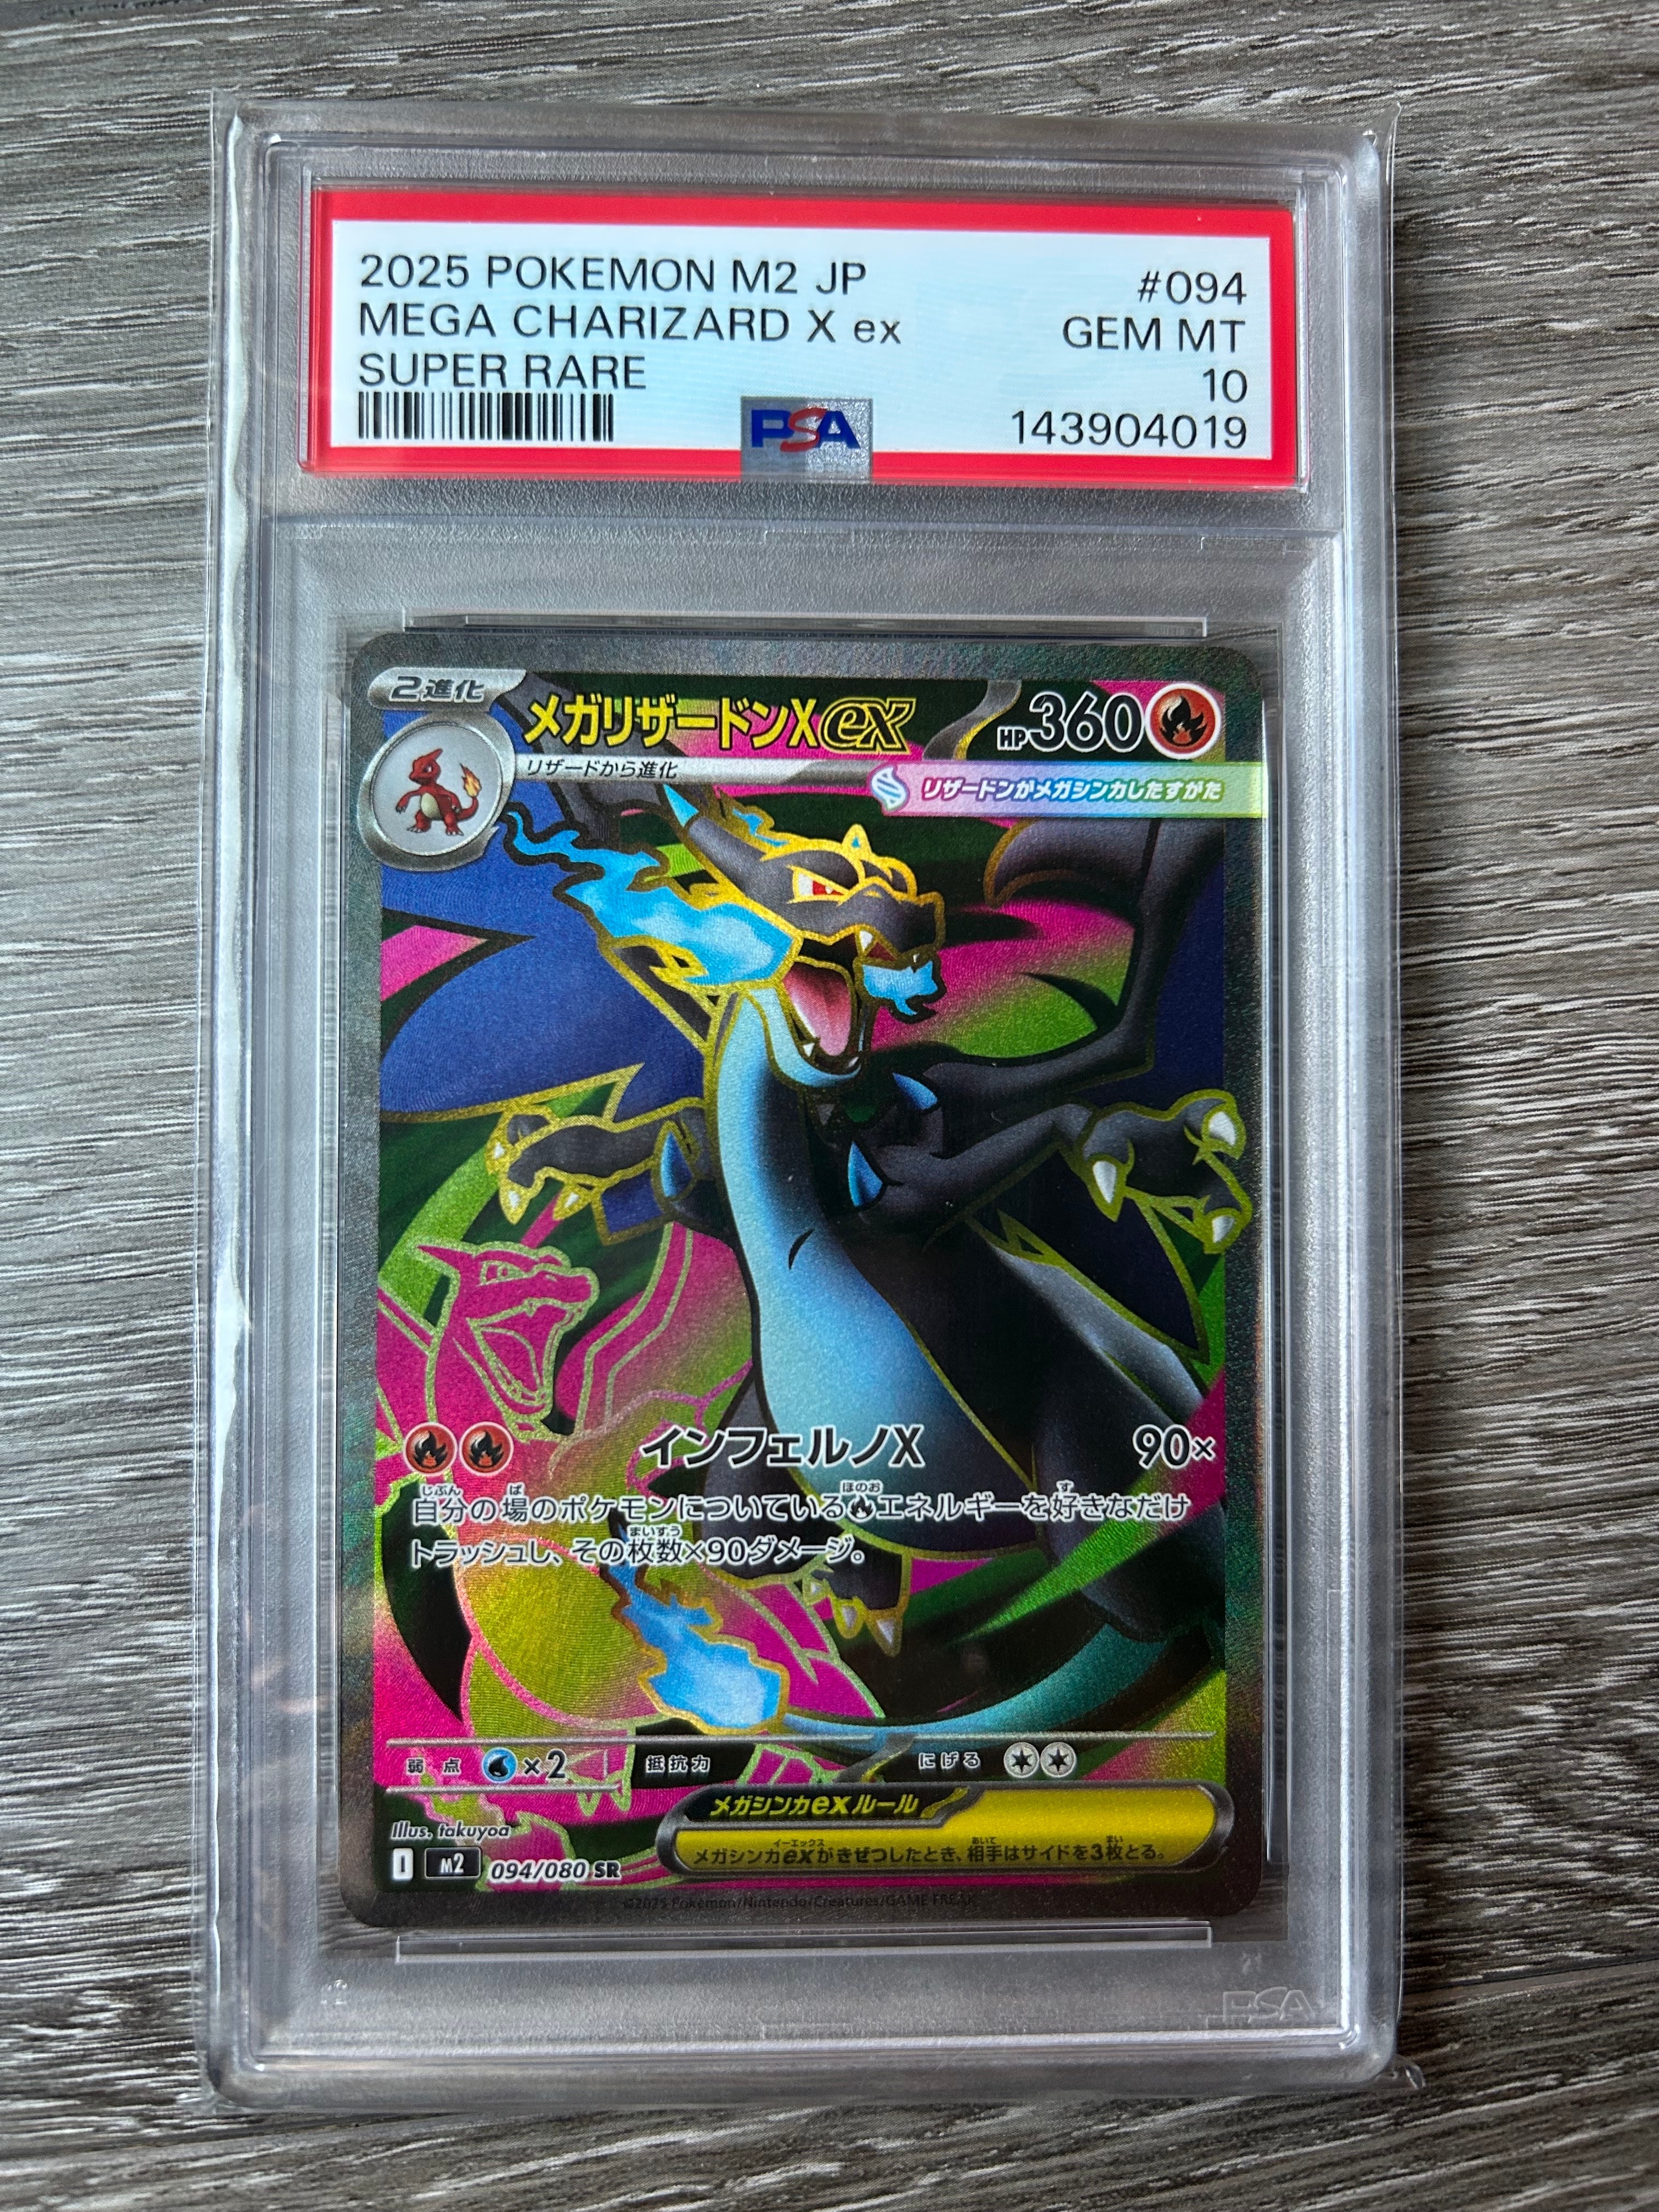 2025 POKEMON M2 JP #094
MEGA CHARIZARD X ex GEM MT
SUPER RARE 10
PSA 143904019
2進化
メガリザードンXex HP360
リザードから進化
リザードンがメガシンカしたすがた
インフェルノX 90×
自分の場のポケモンについているエネルギーを好きなだけ
トラッシュし、その枚数×90ダメージ。
弱点 ×2 抵抗力 にげる
メガシンカexルール
メガシンカexがきぜつしたとき、相手はサイドを3枚とる。
Illus. takuyoa
I M2 094/080 SR
©2025 Pokémon/Nintendo/Creatures/GAME FREAK
PSA